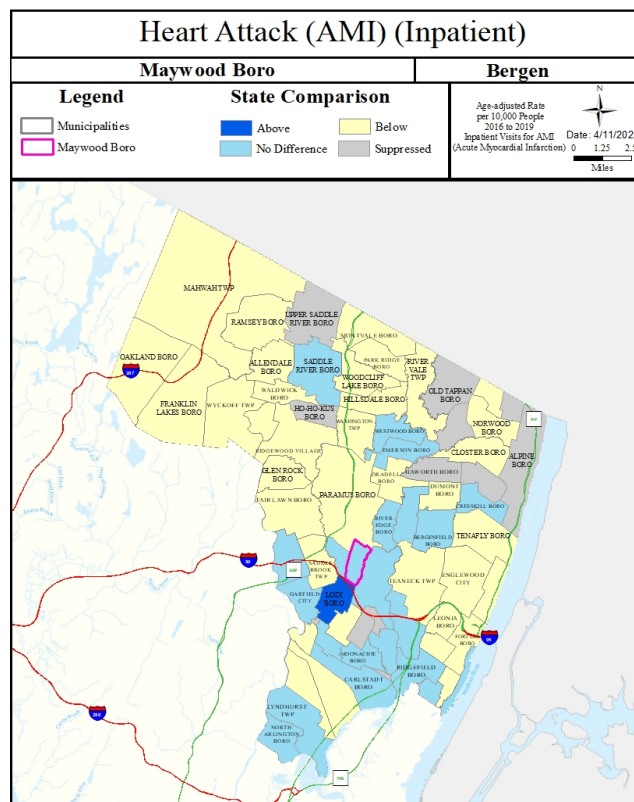 Heart Attack (AMI) (Inpatient)
Maywood Boro
Bergen
Legend
Municipalities
Maywood Boro
State Comparison
Above
No Difference
Below
Suppressed
Age-adjusted Rate
per 10,000 People
2016 to 2019
Inpatient Visits for AMI
(Acute Myocardial Infarction)
N
Date: 4/11/202
0 1.25 2.5
Miles
MAHWAH TWP
RAMSEY BORO
UPPER SADDLE
RIVER BORO
MONTVALE BORO
OAKLAND BORO
287
ALLENDALE
BORO
SADDLE
RIVER BORO
PARK RIDGE
BORO
RIVER
VALE TWP
WOODCLIFF
LAKE BORO
OLD TAPPAN
BORO
FRANKLIN
LAKES BORO
WYCKOFF TWP
WALDWICK
BORO
HILLSDALE BORO
HO-HO-KUS
BORO
WASHINGTON
TWP
WESTWOOD BORO
NORWOOD
BORO
EMERSON BORO
CLOSTER BORO
ALPINE
BORO
RIDGEWOOD VILLAGE
GLEN ROCK
BORO
ORADELL
BORO
HAWORTH BORO
DUMONT
BORO
FAIR LAWN BORO
PARAMUS BORO
CRESSKILL BORO
RIVER
EDGE
BORO
BERGENFIELD
BORO
TENAFLY BORO
80
GSP
SADDLE
BROOK
TWP
TEANECK TWP
ENGLEWOOD
CITY
GARFIELD
CITY
LODI
BORO
LEONIA
BORO
FORT LEE
BORO
95
MOONACHIE
BORO
RIDGEFIELD
BORO
CARLSTADT
BORO
LYNDHURST
TWP
280
NORTH
ARLINGTON
BORO